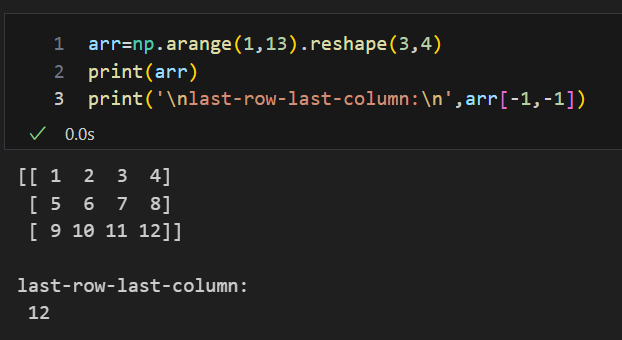 1 arr=np.arange(1,13).reshape(3,4)
2 print(arr)
3 print('\nlast-row-last-column:\n',arr[-1,-1])
0.0s
[[ 1  2  3  4]
 [ 5  6  7  8]
 [ 9 10 11 12]]
last-row-last-column:
 12